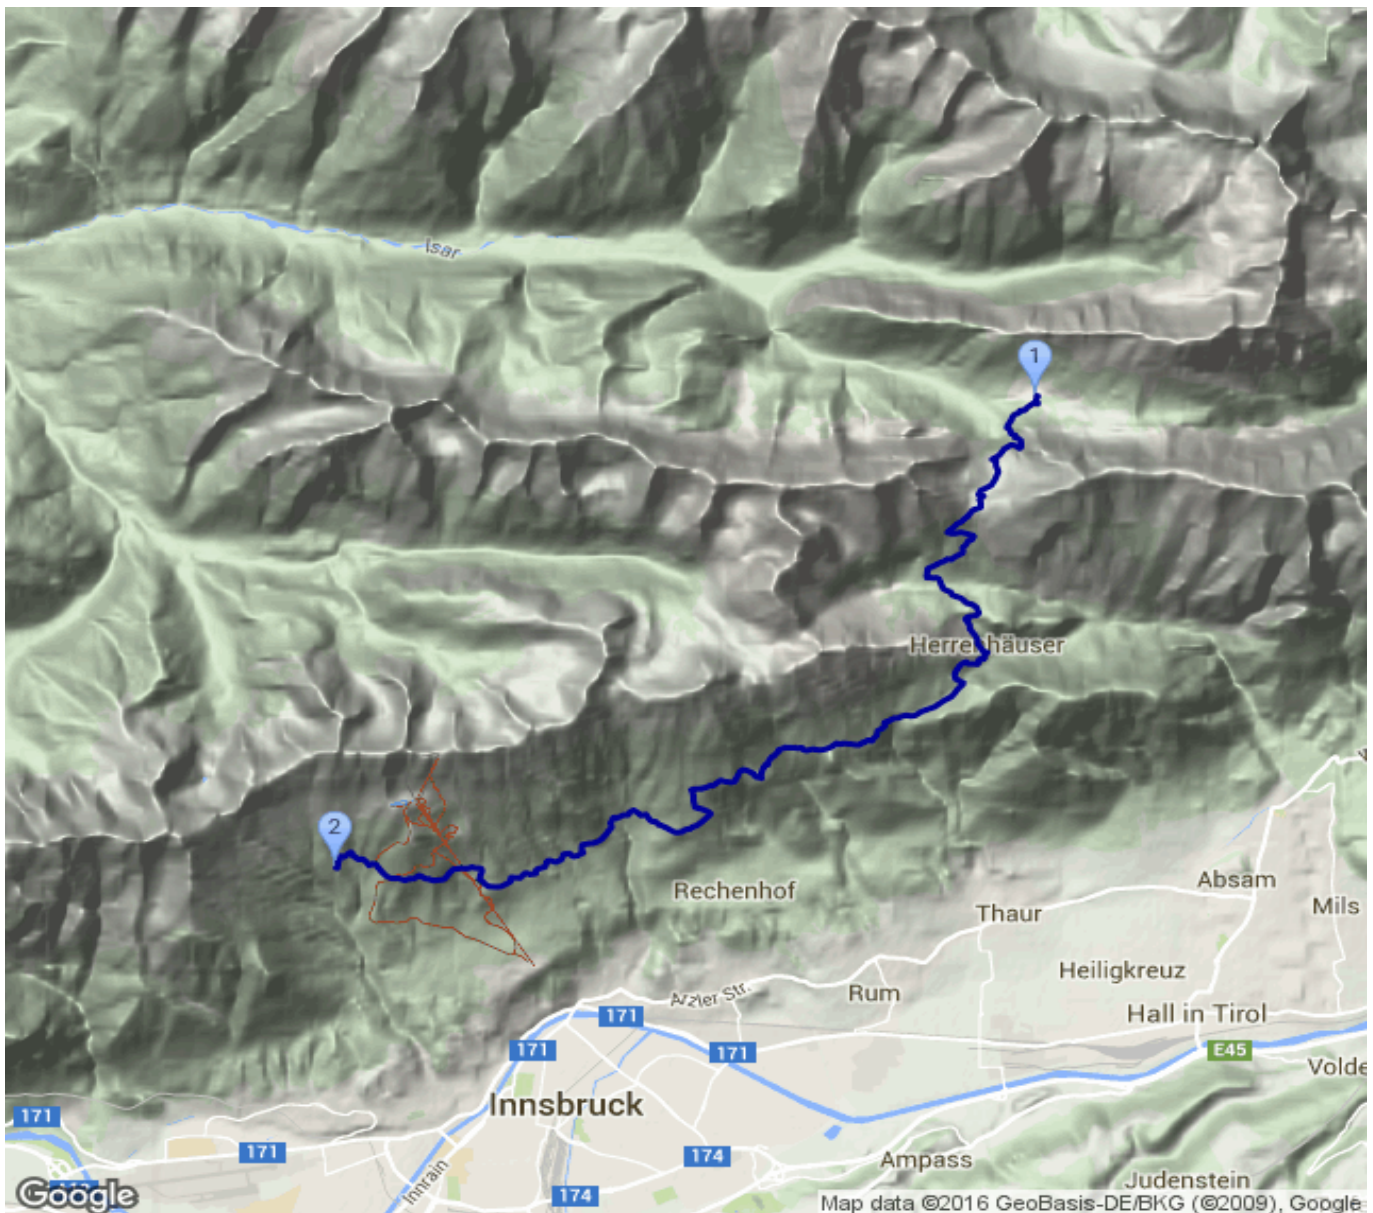 Isar
1
Herrenhäuser
2
Rechenhof
Absam
Thaur
Mils
Heiligkreuz
Arzler Str.
Rum
Hall in Tirol
171
171
171
E45
Volde
Innsbruck
171
171
174
Ampass
Innrain
174
Judenstein
Google
Map data ©2016 GeoBasis-DE/BKG (©2009), Google